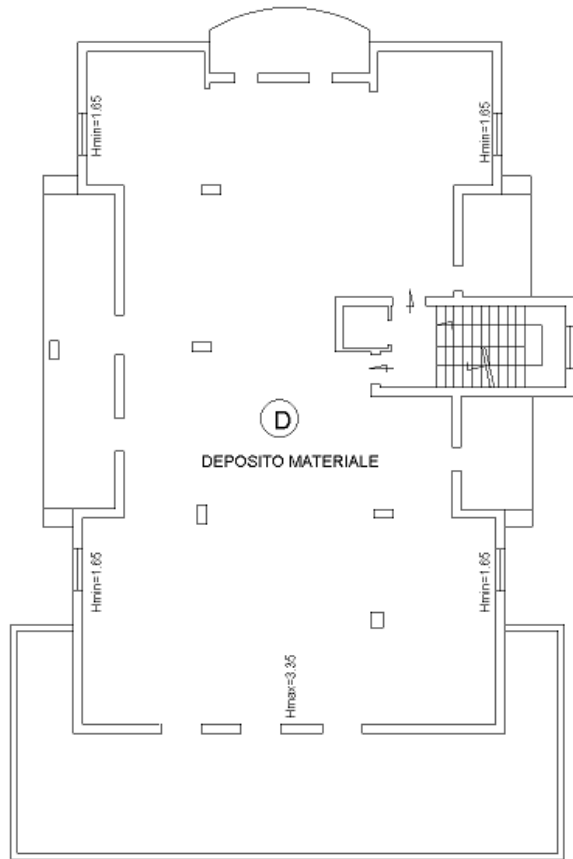 Hmin=1.65
Hmin=1.65
D
DEPOSITO MATERIALE
Hmin=1.65
Hmin=1.65
Hmax=3.35